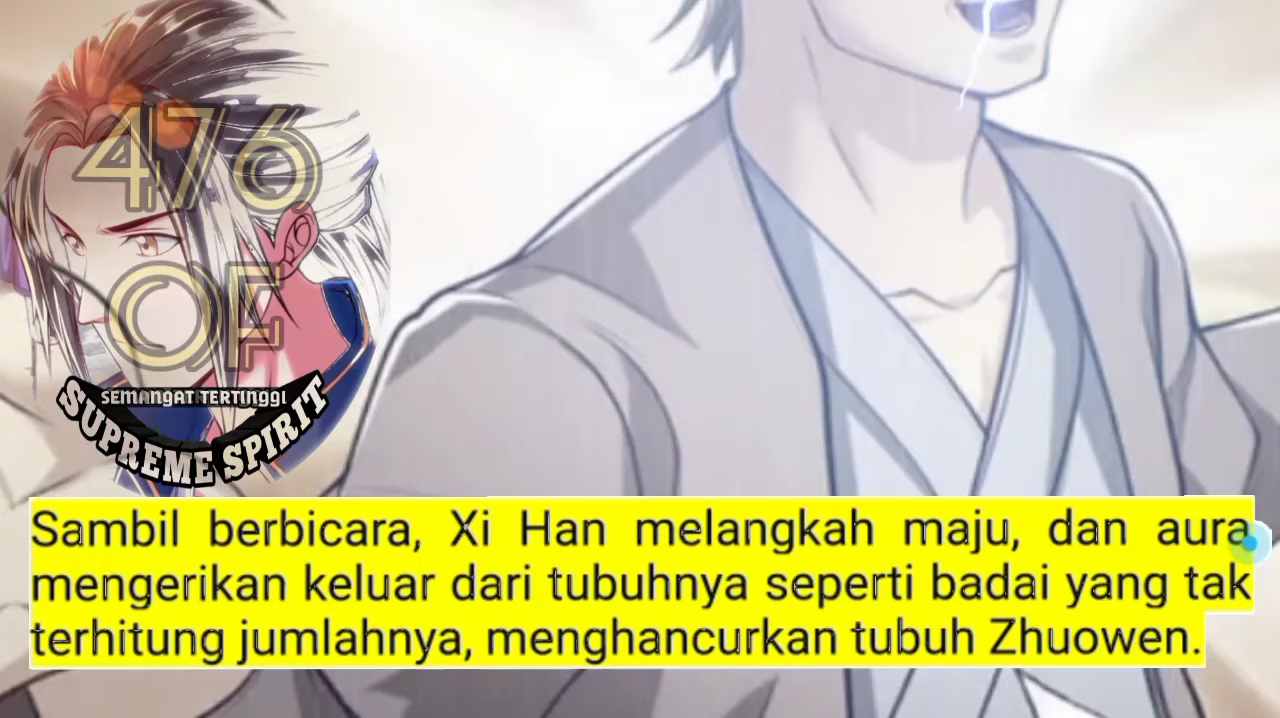 476
OF
SEMANGAT TERTINGGI
SUPREME SPIRIT
Sambil berbicara, Xi Han melangkah maju, dan aura
mengerikan keluar dari tubuhnya seperti badai yang tak
terhitung jumlahnya, menghancurkan tubuh Zhuowen.